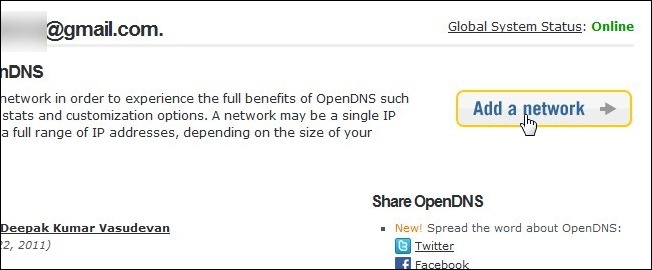 @gmail.com.
Global System Status: Online
nDNS
network in order to experience the full benefits of OpenDNS such
stats and customization options. A network may be a single IP
a full range of IP addresses, depending on the size of your
Add a network
Deepak Kumar Vasudevan
22, 2011)
Share OpenDNS
New! Spread the word about OpenDNS:
Twitter
Facebook